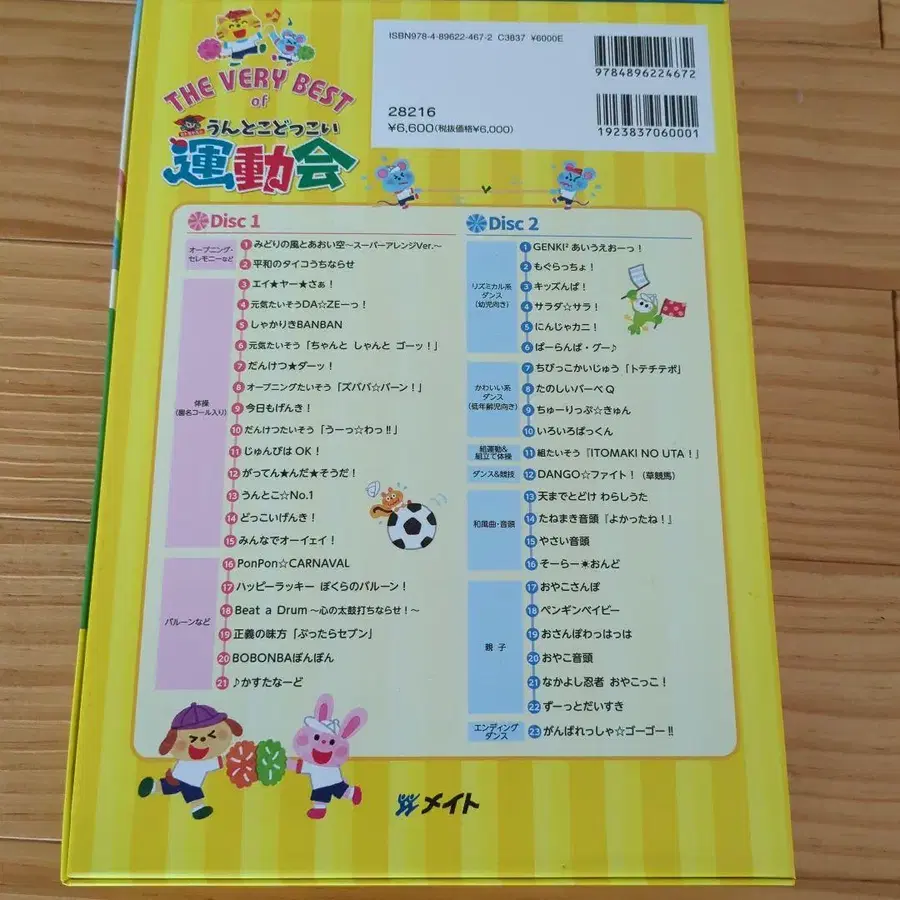 THE VERY BEST
of
うんとこどっこい
運動会
ISBN978-4-89622-467-2 C3837 ¥6000E
9784896224672
28216
¥6,600(税抜価格¥6,000)
1923837060001
Disc 1
オープニング・
セレモニーなど
1 みどりの風とあおい空〜スーパーアレンジVer.〜
2 平和のタイコうちならせ
体操
(園名コール入り)
3 エイ★ヤー★さぁ!
4 元気たいそうDA☆ZEーっ!
5 しゃかりきBANBAN
6 元気たいそう「ちゃんと しゃんと ゴーッ!」
7 だんけつ★ダーッ!
8 オープニングたいそう「ズババ☆バーン!」
9 今日もげんき!
10 だんけつたいそう「うーっ☆わっ!!」
11 じゅんびは OK!
12 がってん★んだ★そうだ!
13 うんとこ☆No.1
14 どっこいげんき!
15 みんなでオーイェイ!
バルーンなど
16 PonPon☆CARNAVAL
17 ハッピーラッキー ぼくらのバルーン!
18 Beat a Drum 〜心の太鼓打ちならせ!〜
19 正義の味方「ぶったらセブン」
20 BOBONBAぼんぼん
21 ♪かすたなーど
Disc 2
リズミカル系
ダンス
(幼児向き)
1 GENKI² あいうえおーっ!
2 もぐらっちょ!
3 キッズんば!
4 サラダ☆サラ!
5 にんじゃカニ!
6 ぱーらんぱ・グー♪
かわいい系
ダンス
(低年齢児向き)
7 ちびっこかいじゅう「トテチテポ」
8 たのしいバーベQ
9 ちゅーりっぷ☆きゅん
10 いろいろぱっくん
組運動&
組立て体操
11 組たいそう「ITOMAKI NO UTA!」
ダンス&競技
12 DANGO☆ファイト! (草競馬)
和風曲・音頭
13 天までとどけ わらしうた
14 たねまき音頭『よかったね!』
15 やさい音頭
16 そーらー☀おんど
親 子
17 おやこさんぽ
18 ペンギンベイビー
19 おさんぽわっはっは
20 おやこ音頭
21 なかよし忍者 おやこっこ!
22 ずーっとだいすき
エンディング
ダンス
23 がんばれっしゃ☆ゴーゴー!!
メイト